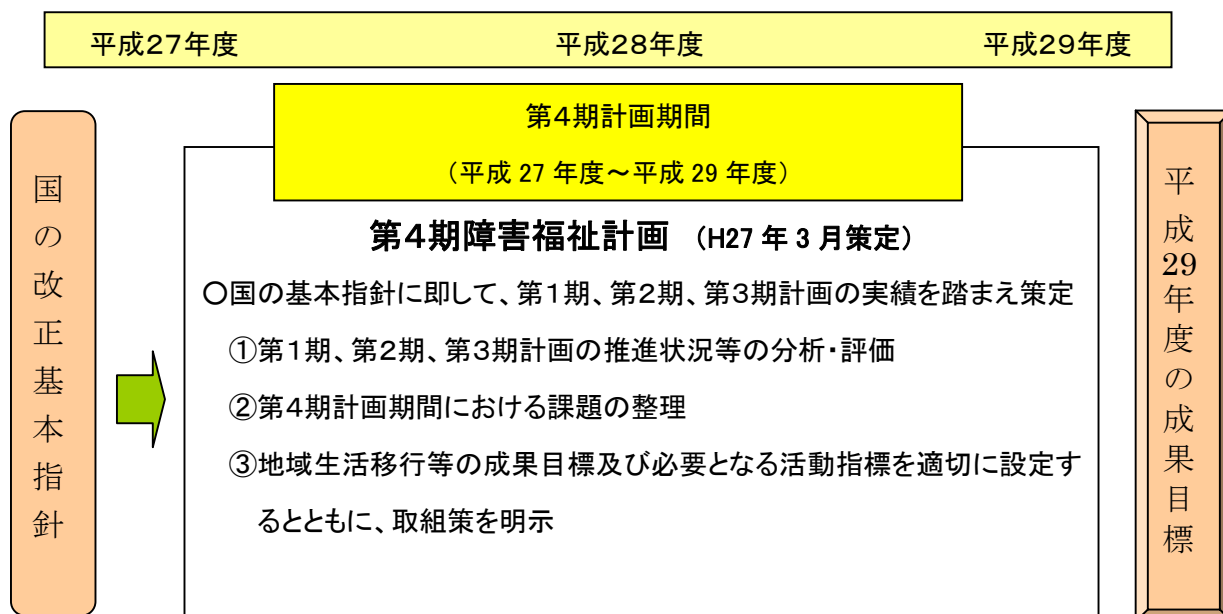 平成27年度 平成28年度 平成29年度
第4期計画期間
（平成 27 年度～平成 29 年度）
国の改正基本指針
第4期障害福祉計画 （H27 年 3 月策定）
○国の基本指針に即して、第1期、第2期、第3期計画の実績を踏まえ策定
①第1期、第2期、第3期計画の推進状況等の分析・評価
②第4期計画期間における課題の整理
③地域生活移行等の成果目標及び必要となる活動指標を適切に設定す
るとともに、取組策を明示
平成29年度の成果目標